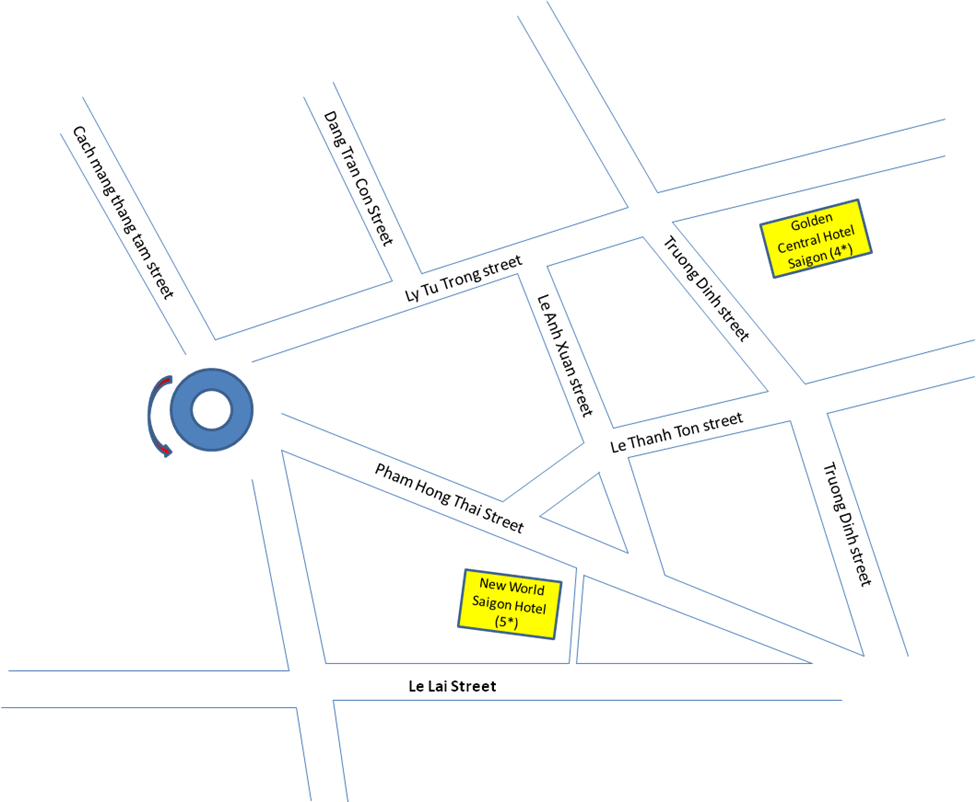 Cach mang thang tam street
Dang Tran Con Street
Ly Tu Trong street
Truong Dinh street
Golden
Central Hotel
Saigon (4*)
Le Anh Xuan street
Le Thanh Ton street
Pham Hong Thai Street
Truong Dinh street
New World
Saigon Hotel
(5*)
Le Lai Street